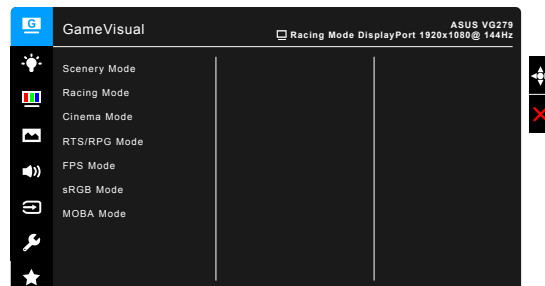 G
GameVisual
ASUS VG279
Racing Mode DisplayPort 1920x1080@ 144Hz
Scenery Mode
Racing Mode
Cinema Mode
RTS/RPG Mode
FPS Mode
sRGB Mode
MOBA Mode